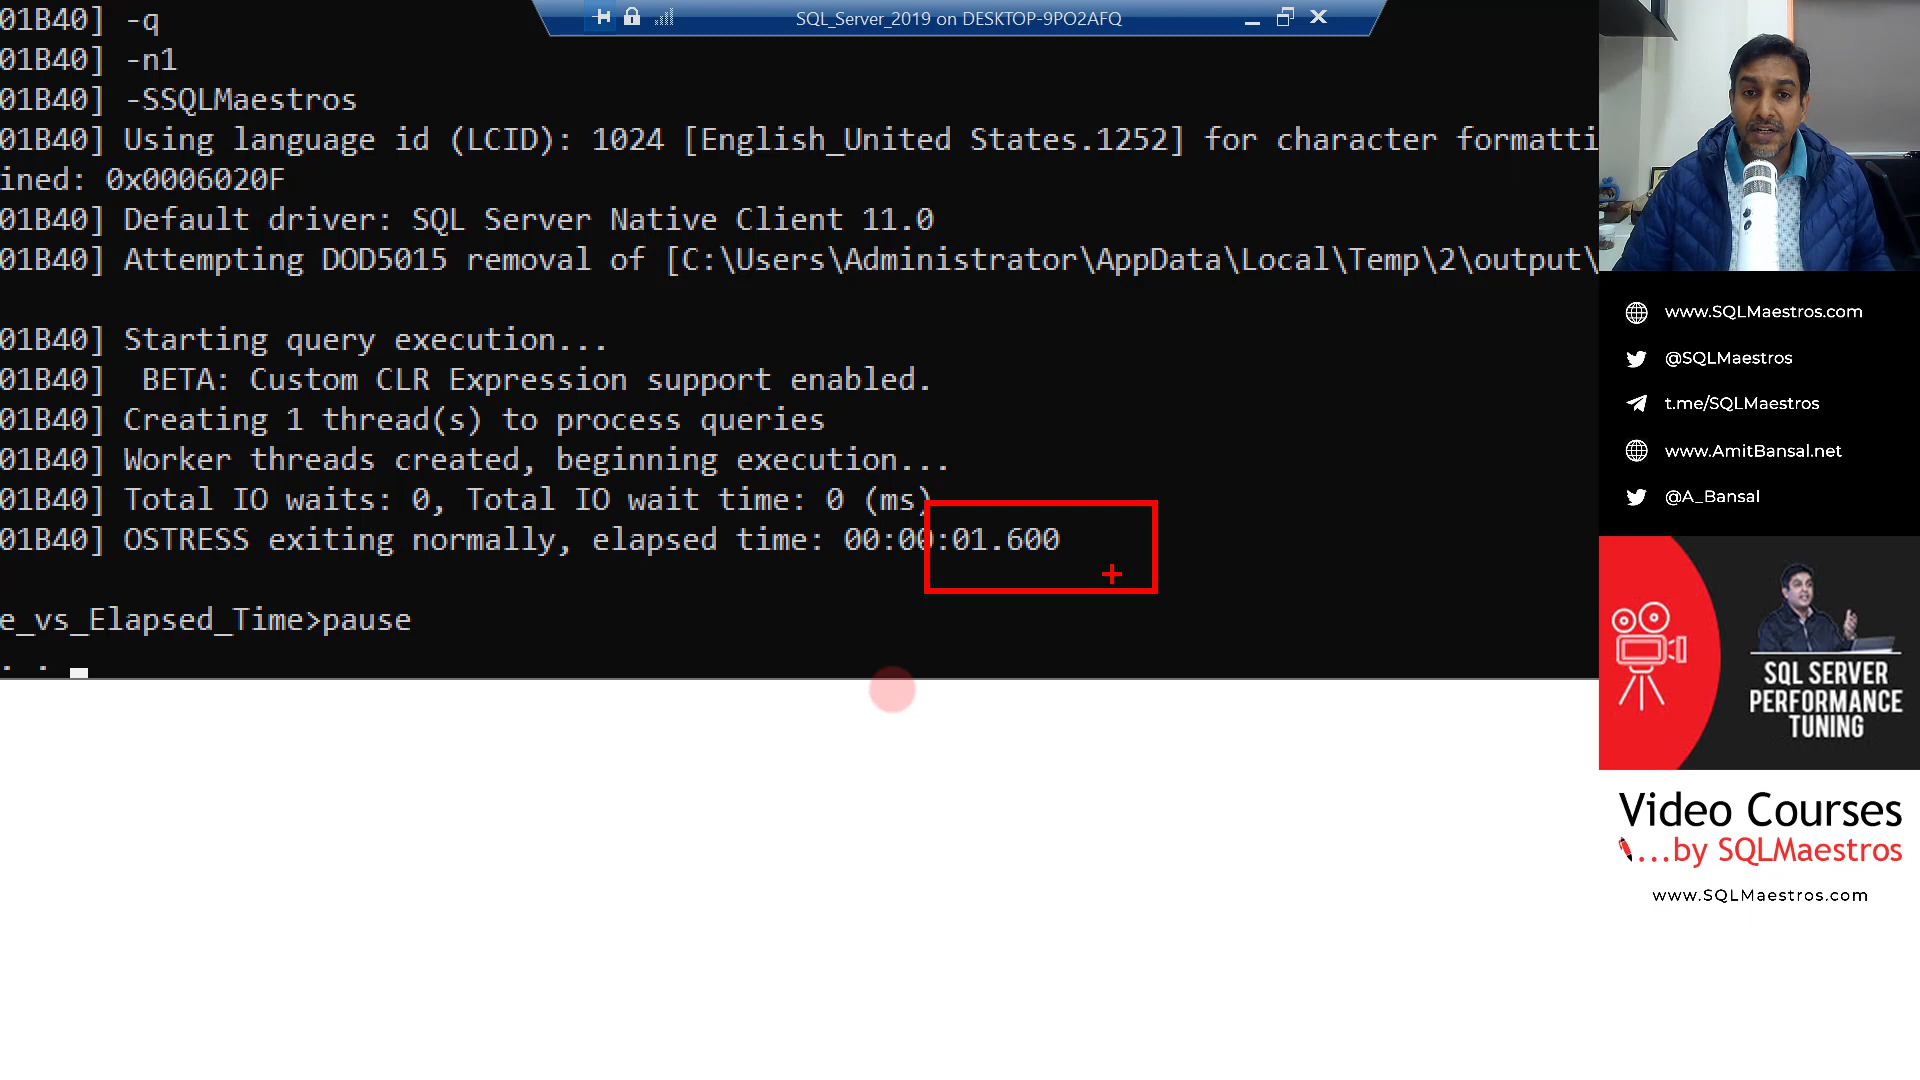 SQL_Server_2019 on DESKTOP-9PO2AFQ
01B40] -q
01B40] -n1
01B40] -SSQLMaestros
01B40] Using language id (LCID): 1024 [English_United States.1252] for character formatti
ined: 0x0006020F
01B40] Default driver: SQL Server Native Client 11.0
01B40] Attempting DOD5015 removal of [C:\Users\Administrator\AppData\Local\Temp\2\output\
01B40] Starting query execution...
01B40]  BETA: Custom CLR Expression support enabled.
01B40] Creating 1 thread(s) to process queries
01B40] Worker threads created, beginning execution...
01B40] Total IO waits: 0, Total IO wait time: 0 (ms)
01B40] OSTRESS exiting normally, elapsed time: 00:00:01.600
e_vs_Elapsed_Time>pause
www.SQLMaestros.com
@SQLMaestros
t.me/SQLMaestros
www.AmitBansal.net
@A_Bansal
SQL SERVER
PERFORMANCE
TUNING
Video Courses
...by SQLMaestros
www.SQLMaestros.com